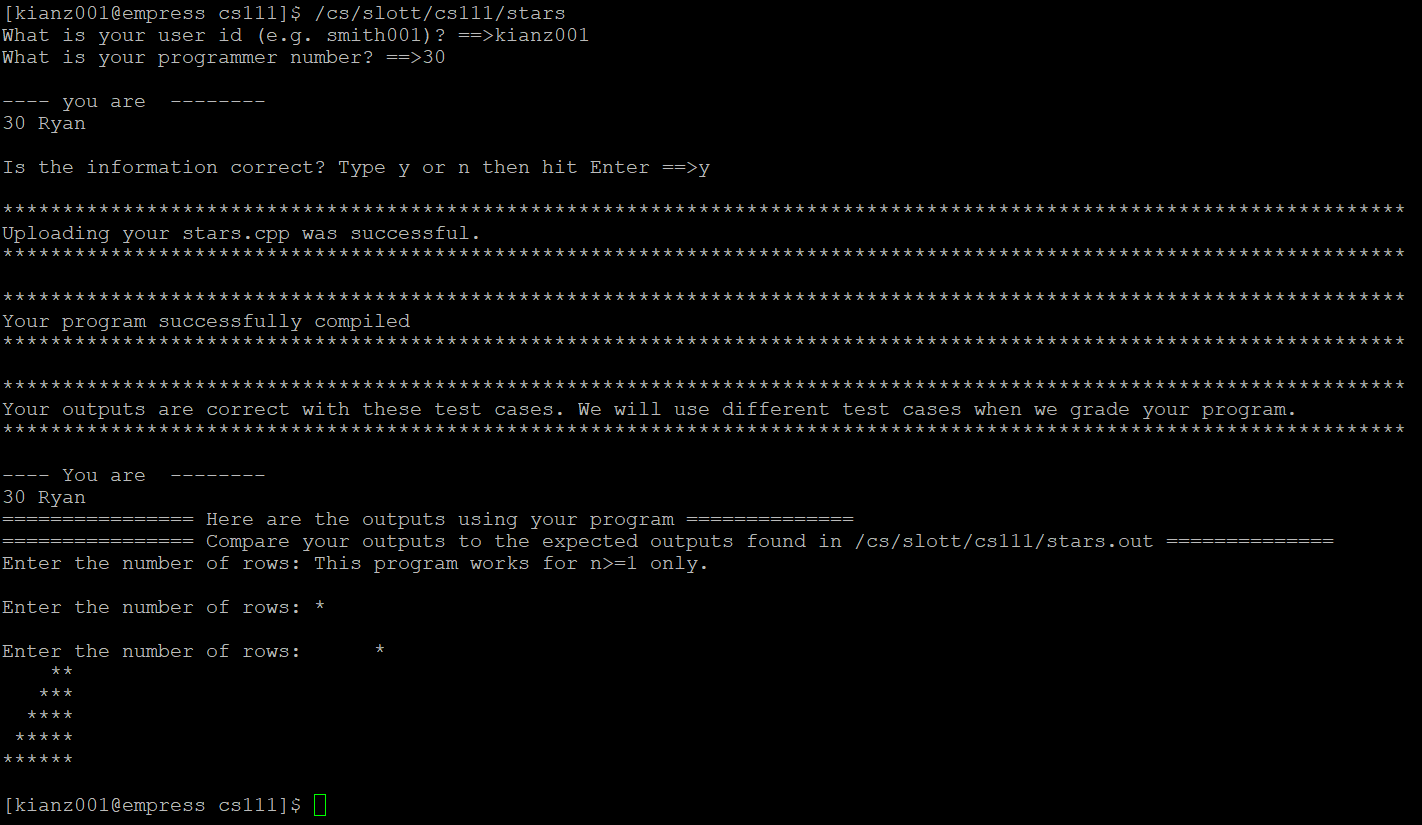 [kianz001@empress cs111]$ /cs/slott/cs111/stars
What is your user id (e.g. smith001)? ==>kianz001
What is your programmer number? ==>30
---- you are  --------
30 Ryan
Is the information correct? Type y or n then hit Enter ==>y
*********************************************************************************************************************
Uploading your stars.cpp was successful.
*********************************************************************************************************************
*********************************************************************************************************************
Your program successfully compiled
*********************************************************************************************************************
*********************************************************************************************************************
Your outputs are correct with these test cases. We will use different test cases when we grade your program.
*********************************************************************************************************************
---- You are  --------
30 Ryan
================ Here are the outputs using your program ==============
================ Compare your outputs to the expected outputs found in /cs/slott/cs111/stars.out ==============
Enter the number of rows: This program works for n>=1 only.
Enter the number of rows: *
Enter the number of rows:      *
    **
   ***
  ****
 *****
******
[kianz001@empress cs111]$